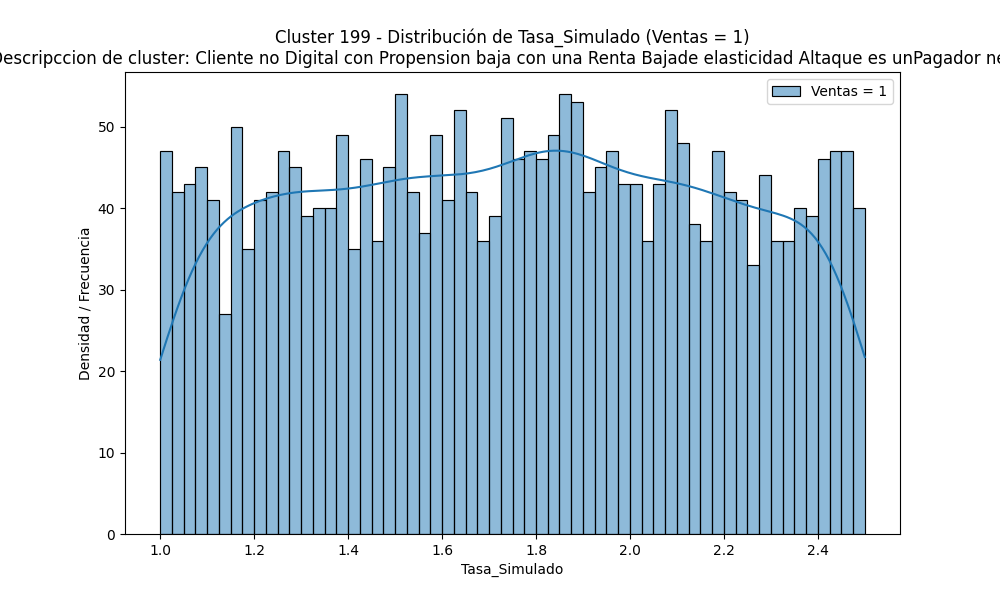 Cluster 199 - Distribución de Tasa_Simulado (Ventas = 1)
Descripccion de cluster: Cliente no Digital con Propension baja con una Renta Bajade elasticidad Altaque es unPagador
Ventas = 1
Densidad / Frecuencia
50
40
30
20
10
0
1.0 1.2 1.4 1.6 1.8 2.0 2.2 2.4
Tasa_Simulado